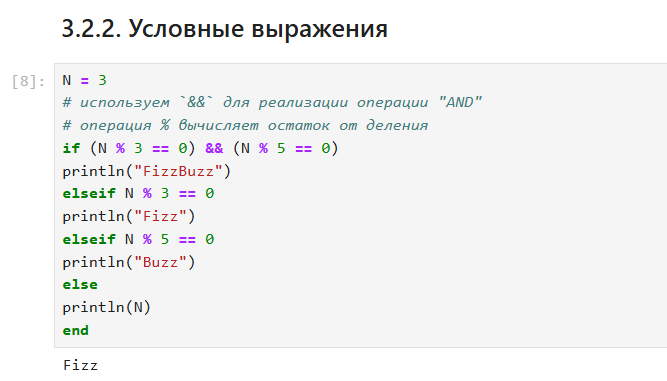 3.2.2. Условные выражения
[8]: N = 3
# используем `&&` для реализации операции "AND"
# операция % вычисляет остаток от деления
if (N % 3 == 0) && (N % 5 == 0)
println("FizzBuzz")
elseif N % 3 == 0
println("Fizz")
elseif N % 5 == 0
println("Buzz")
else
println(N)
end
Fizz